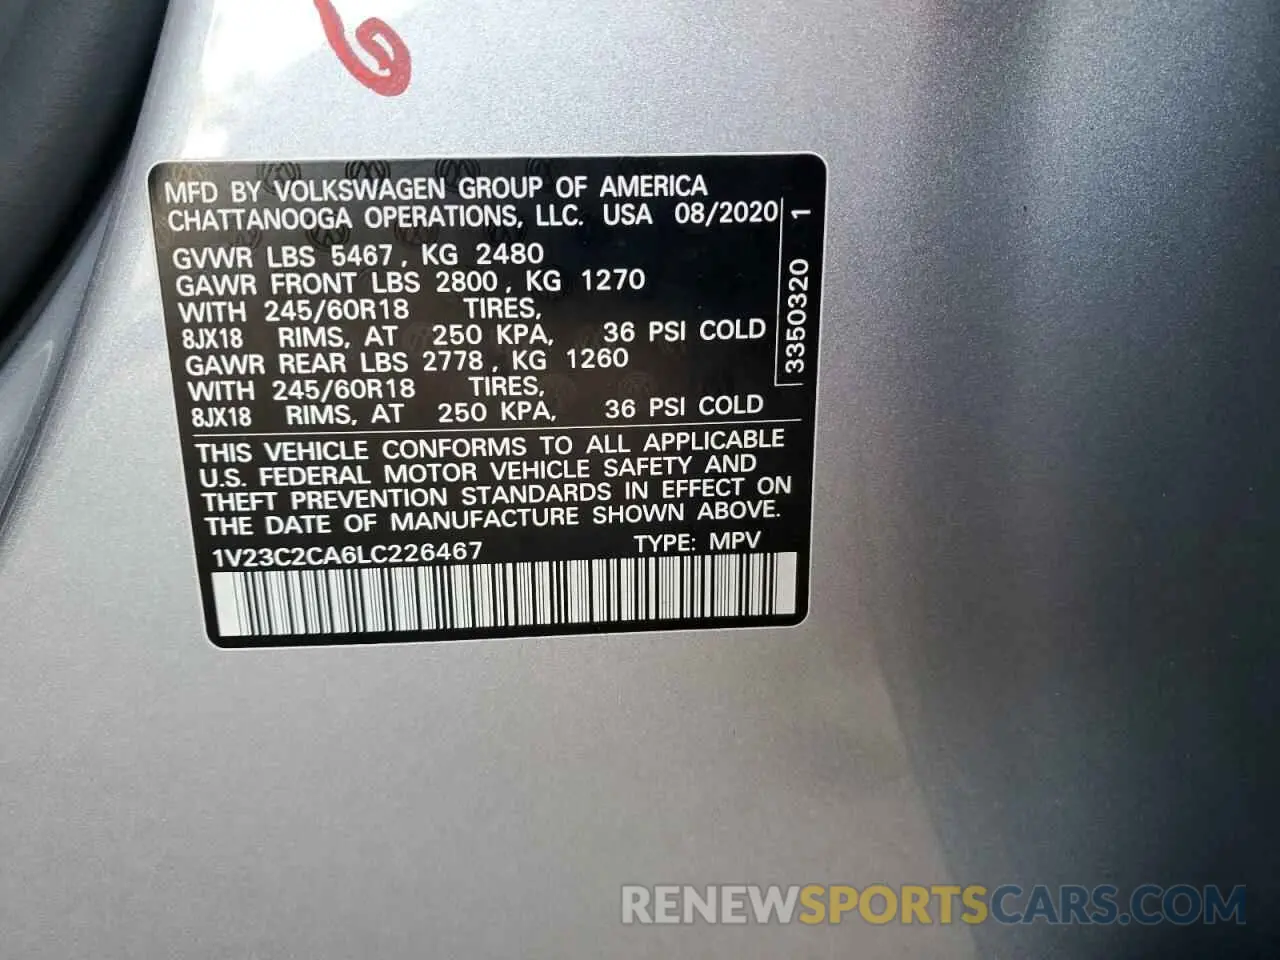 MFD BY VOLKSWAGEN GROUP OF AMERICA
CHATTANOOGA OPERATIONS, LLC. USA 08/2020
GVWR LBS 5467, KG 2480
GAWR FRONT LBS 2800, KG 1270
WITH 245/60R18 TIRES,
8JX18 RIMS, AT 250 KPA, 36 PSI COLD
GAWR REAR LBS 2778, KG 1260
WITH 245/60R18 TIRES,
8JX18 RIMS, AT 250 KPA, 36 PSI COLD
3350320 1
THIS VEHICLE CONFORMS TO ALL APPLICABLE
U.S. FEDERAL MOTOR VEHICLE SAFETY AND
THEFT PREVENTION STANDARDS IN EFFECT ON
THE DATE OF MANUFACTURE SHOWN ABOVE.
1V23C2CA6LC226467 TYPE: MPV
RENEWSPORTSCARS.COM